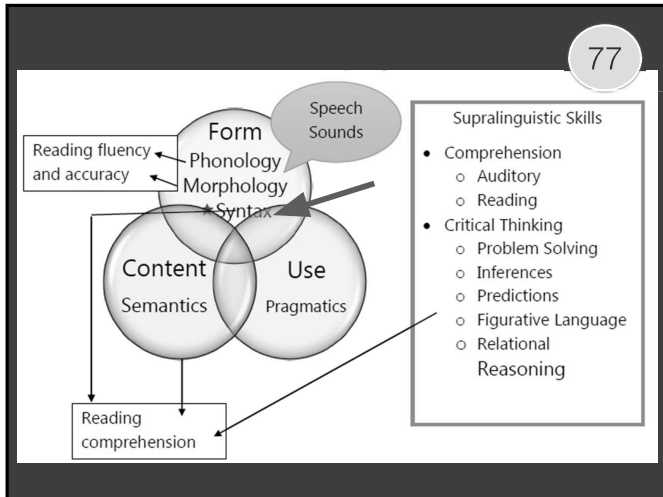 77
Speech
Sounds
Form
Phonology
Morphology
Syntax
Reading fluency
and accuracy
Content
Semantics
Use
Pragmatics
Reading
comprehension
Supralinguistic Skills
• Comprehension
○ Auditory
○ Reading
• Critical Thinking
○ Problem Solving
○ Inferences
○ Predictions
○ Figurative Language
○ Relational
Reasoning